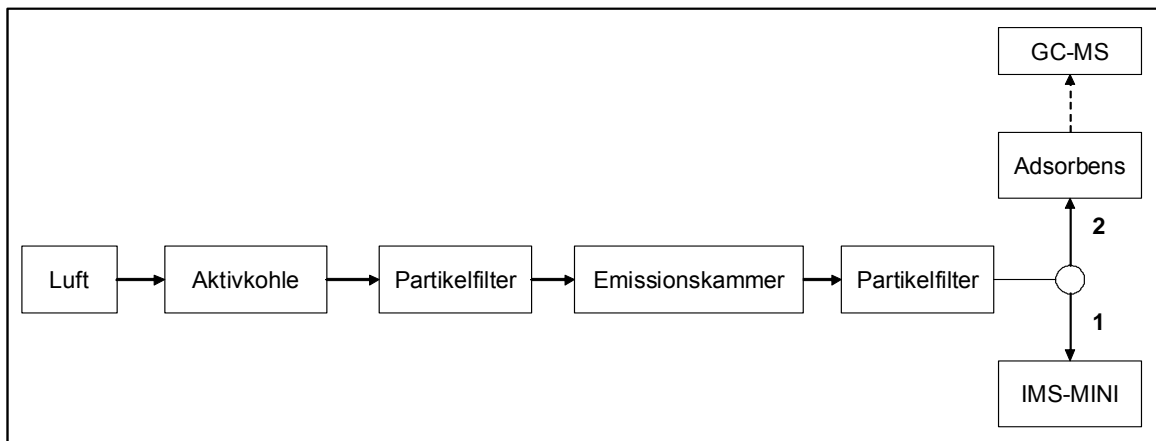 GC-MS
Adsorbens
2
Luft
Aktivkohle
Partikelfilter
Emissionskammer
Partikelfilter
1
IMS-MINI